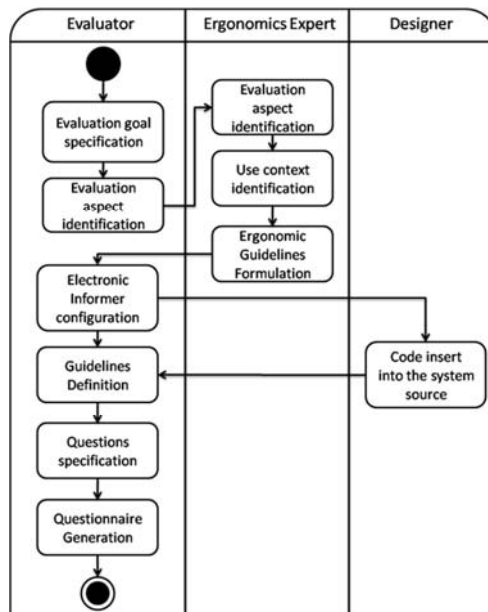 Evaluator
Ergonomics Expert
Designer
Evaluation goal
specification
Evaluation
aspect
identification
Evaluation
aspect
identification
Use context
identification
Ergonomic
Guidelines
Formulation
Electronic
Informer
configuration
Code insert
into the system
source
Guidelines
Definition
Questions
specification
Questionnaire
Generation